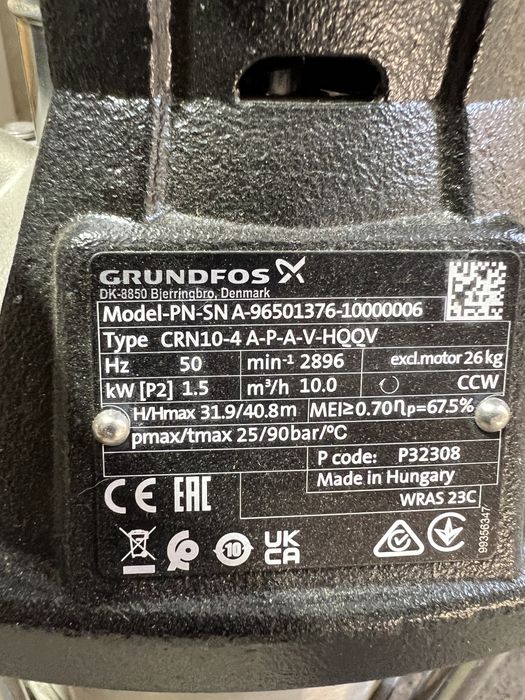 GRUNDFOS
DK-8850 Bjerringbro, Denmark
Model-PN-SN A-96501376-10000006
Type CRN10-4 A-P-A-V-HQQV
Hz 50 min-1 2896 excl.motor 26 kg
kW [P2] 1.5 m³/h 10.0 CCW
H/Hmax 31.9/40.8m MEI≥0.70 ηp=67.5%
pmax/tmax 25/90bar/°C
P code: P32308
Made in Hungary
WRAS 23C
CE EAC
10 UK
CA
99356347